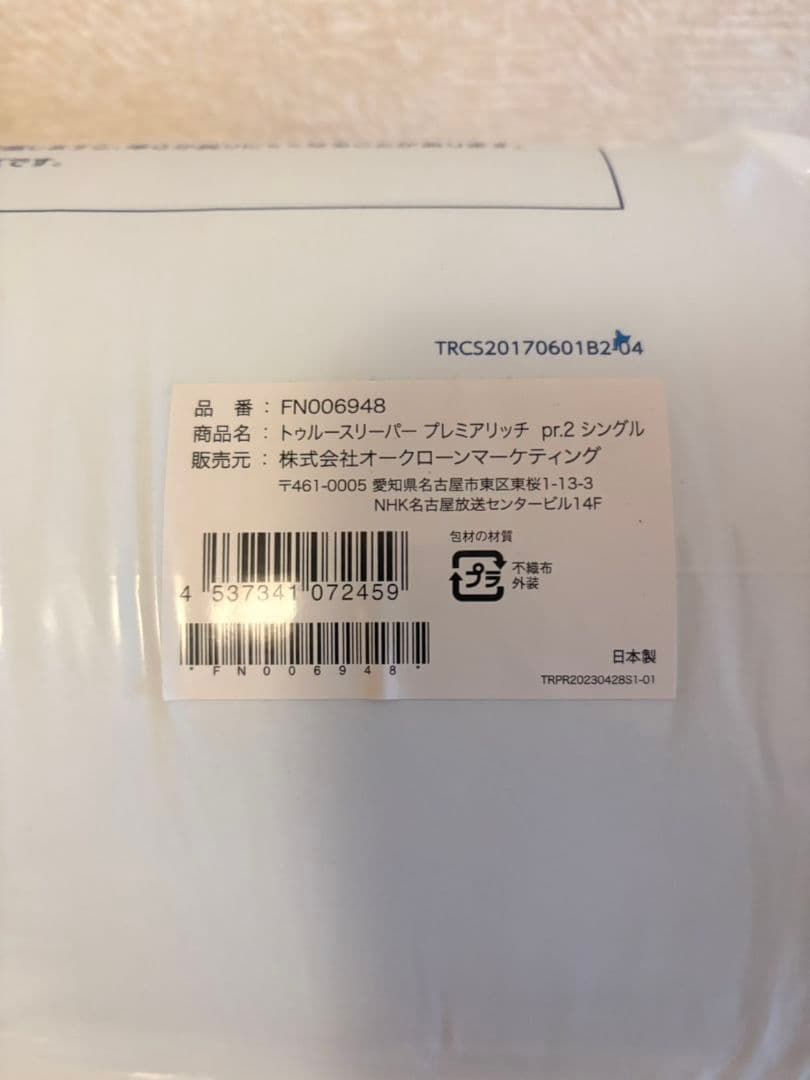 です。
TRCS20170601B2-04
品 番 : FN006948
商品名 : トゥルースリーパー プレミアリッチ pr.2 シングル
販売元 : 株式会社オークローンマーケティング
〒461-0005 愛知県名古屋市東区東桜1-13-3
NHK名古屋放送センタービル14F
包材の材質
プラ
不織布
外装
4 537341 072459
*FN006948*
日本製
TRPR20230428S1-01